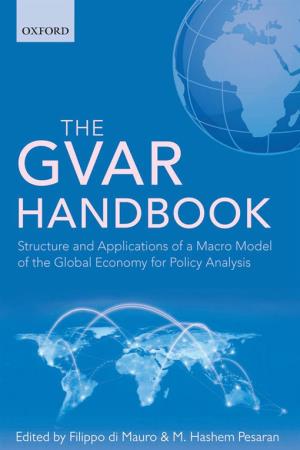 OXFORD
THE
GVAR
HANDBOOK
Structure and Applications of a Macro Model
of the Global Economy for Policy Analysis
Edited by Filippo di Mauro & M. Hashem Pesaran